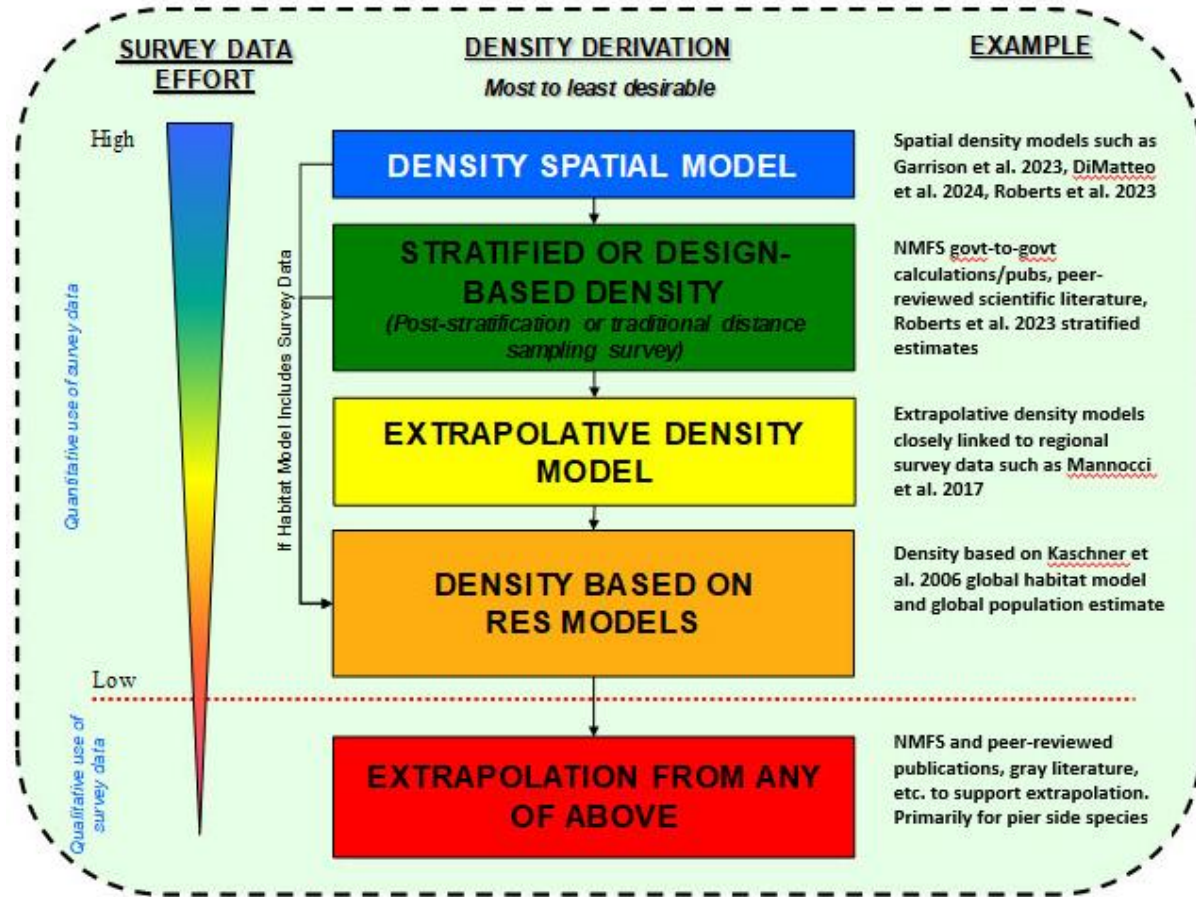 SURVEY DATA
EFFORT
DENSITY DERIVATION
Most to least desirable
EXAMPLE
High
DENSITY SPATIAL MODEL
Spatial density models such as
Garrison et al. 2023, DiMatteo
et al. 2024, Roberts et al. 2023
STRATIFIED OR DESIGN-
BASED DENSITY
(Post-stratification or traditional distance
sampling survey)
NMFS govt-to-govt
calculations/pubs, peer-
reviewed scientific literature,
Roberts et al. 2023 stratified
estimates
If Habitat Model Includes Survey Data
Quantitative use of survey data
EXTRAPOLATIVE DENSITY
MODEL
Extrapolative density models
closely linked to regional
survey data such as Mannocci
et al. 2017
DENSITY BASED ON
RES MODELS
Density based on Kaschner et
al. 2006 global habitat model
and global population estimate
Low
Qualitative use of
survey data
EXTRAPOLATION FROM ANY
OF ABOVE
NMFS and peer-reviewed
publications, gray literature,
etc. to support extrapolation.
Primarily for pier side species